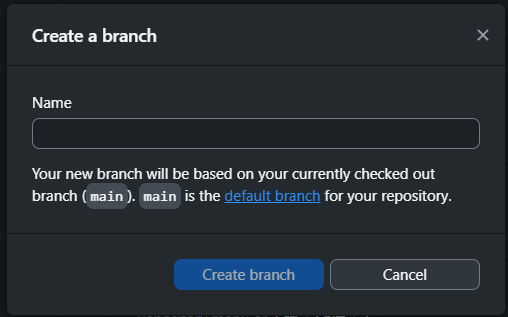 Create a branch
Name
Your new branch will be based on your currently checked out
branch (main). main is the default branch for your repository.
Create branch
Cancel